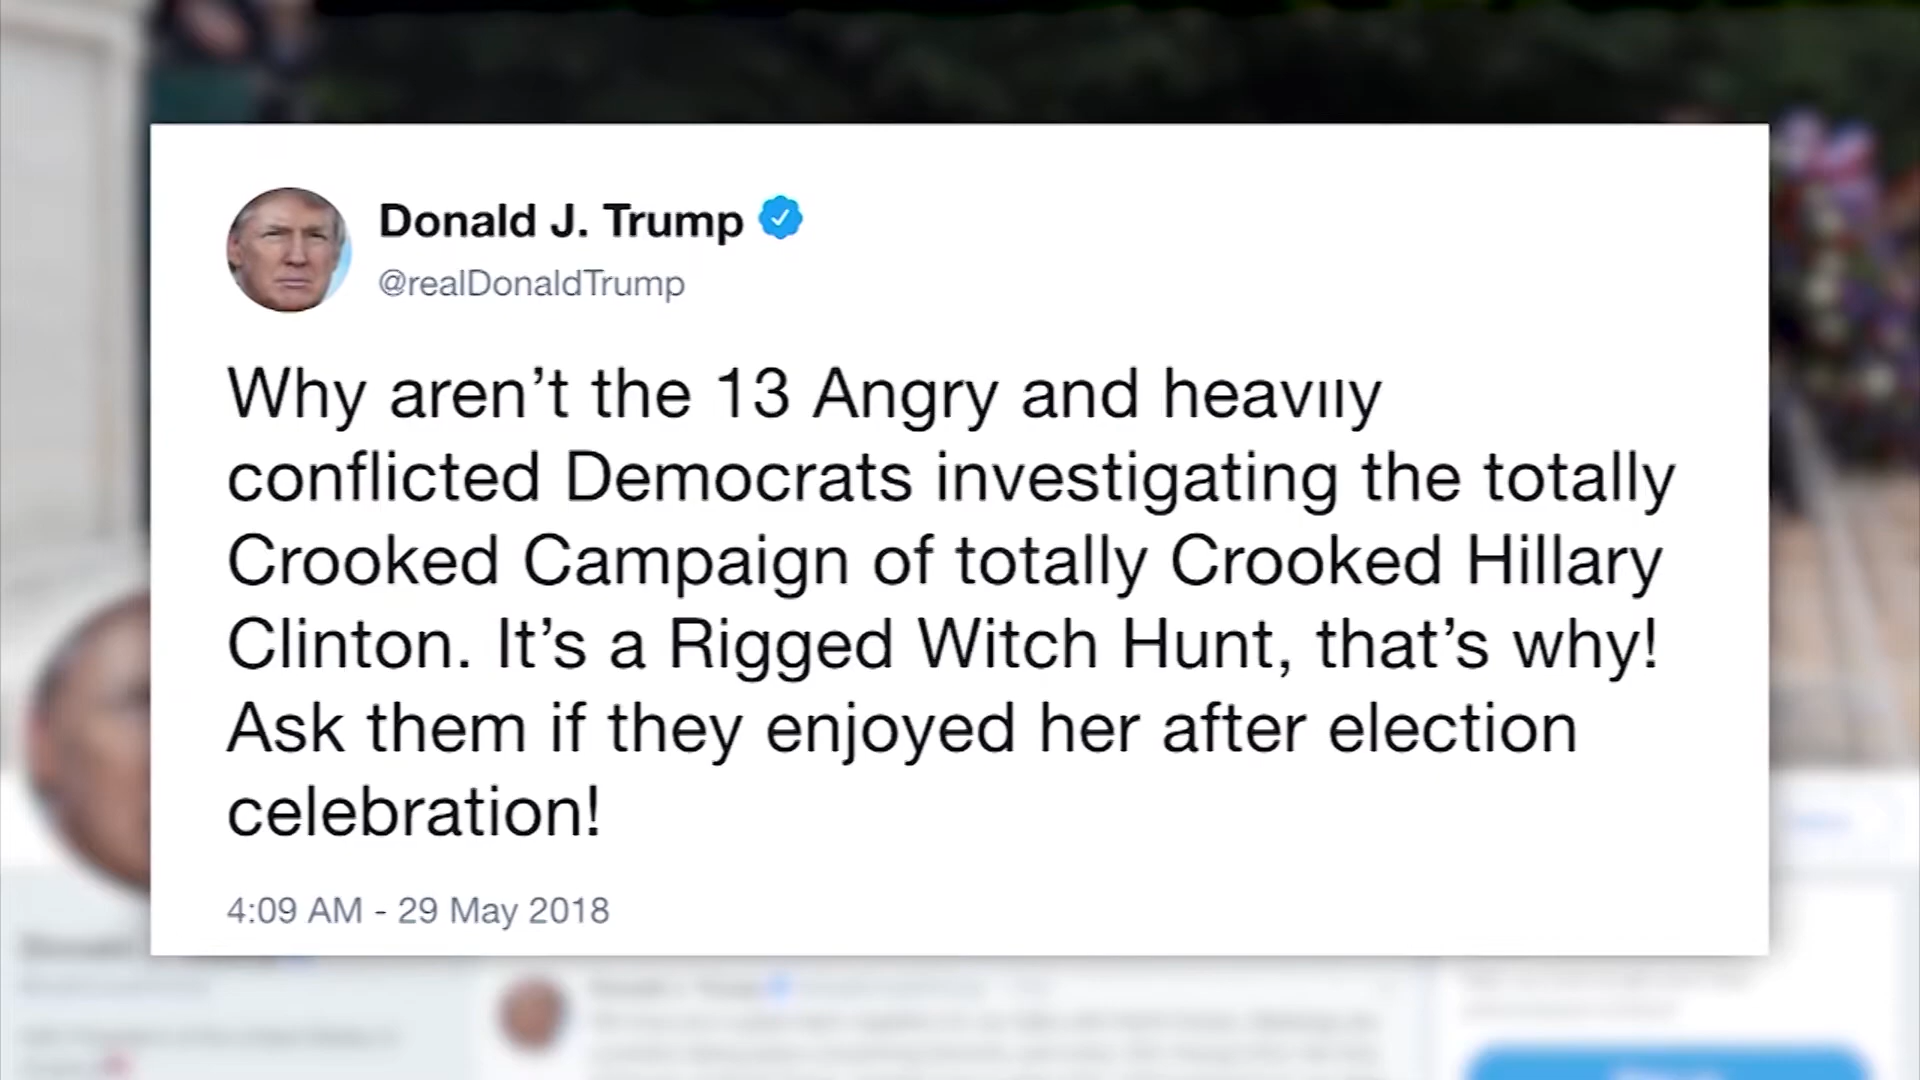 Donald J. Trump
@realDonaldTrump
Why aren’t the 13 Angry and heavily
conflicted Democrats investigating the totally
Crooked Campaign of totally Crooked Hillary
Clinton. It’s a Rigged Witch Hunt, that’s why!
Ask them if they enjoyed her after election
celebration!
4:09 AM - 29 May 2018